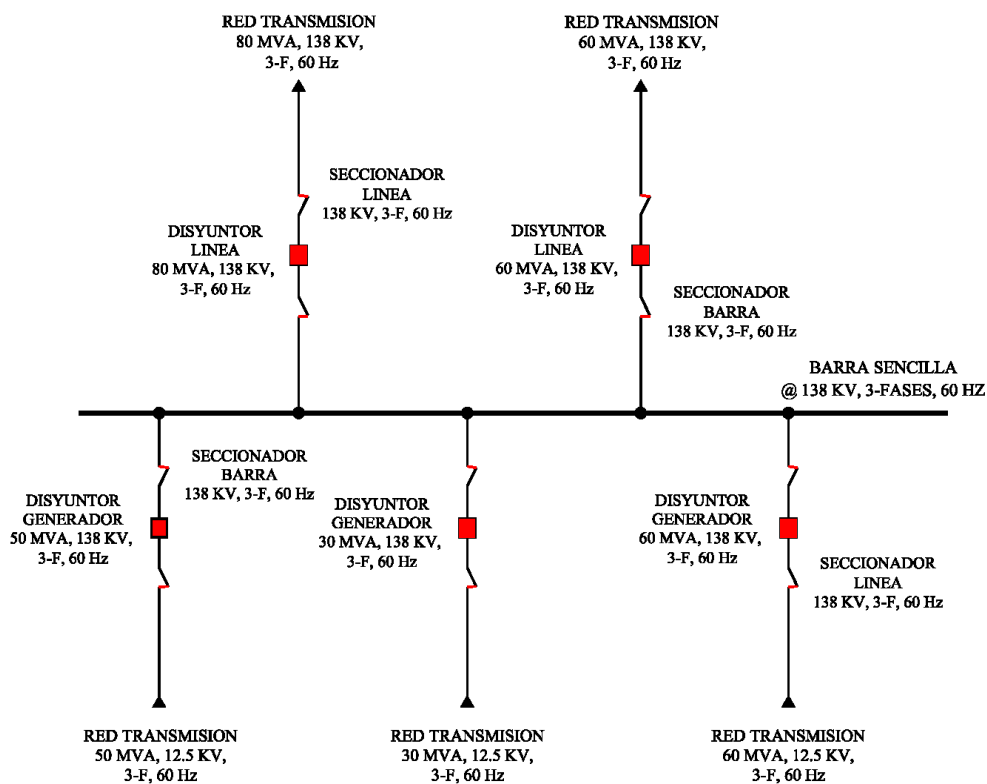 RED TRANSMISION
80 MVA, 138 KV,
3-F, 60 Hz
RED TRANSMISION
60 MVA, 138 KV,
3-F, 60 Hz
SECCIONADOR
LINEA
138 KV, 3-F, 60 Hz
DISYUNTOR
LINEA
80 MVA, 138 KV,
3-F, 60 Hz
DISYUNTOR
LINEA
60 MVA, 138 KV,
3-F, 60 Hz
SECCIONADOR
BARRA
138 KV, 3-F, 60 Hz
BARRA SENCILLA
@ 138 KV, 3-FASES, 60 HZ
SECCIONADOR
BARRA
138 KV, 3-F, 60 Hz
DISYUNTOR
GENERADOR
50 MVA, 138 KV,
3-F, 60 Hz
DISYUNTOR
GENERADOR
30 MVA, 138 KV,
3-F, 60 Hz
DISYUNTOR
GENERADOR
60 MVA, 138 KV,
3-F, 60 Hz
SECCIONADOR
LINEA
138 KV, 3-F, 60 Hz
RED TRANSMISION
50 MVA, 12.5 KV,
3-F, 60 Hz
RED TRANSMISION
30 MVA, 12.5 KV,
3-F, 60 Hz
RED TRANSMISION
60 MVA, 12.5 KV,
3-F, 60 Hz